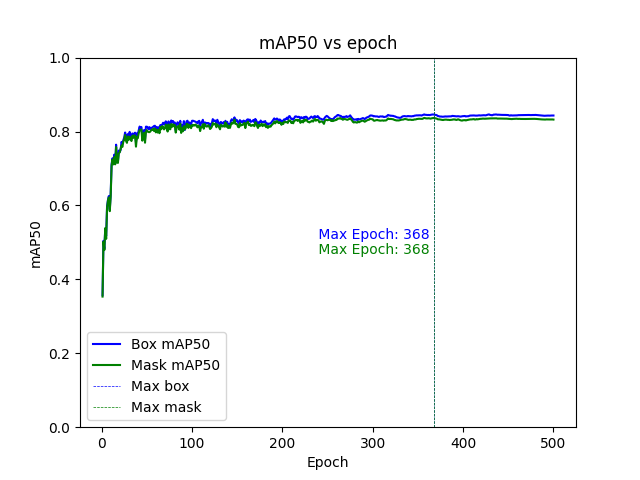 mAP50 vs epoch
1.0
0.8
0.6
0.4
0.2
0.0
mAP50
Max Epoch: 368
Max Epoch: 368
Box mAP50
Mask mAP50
Max box
Max mask
0 100 200 300 400 500
Epoch